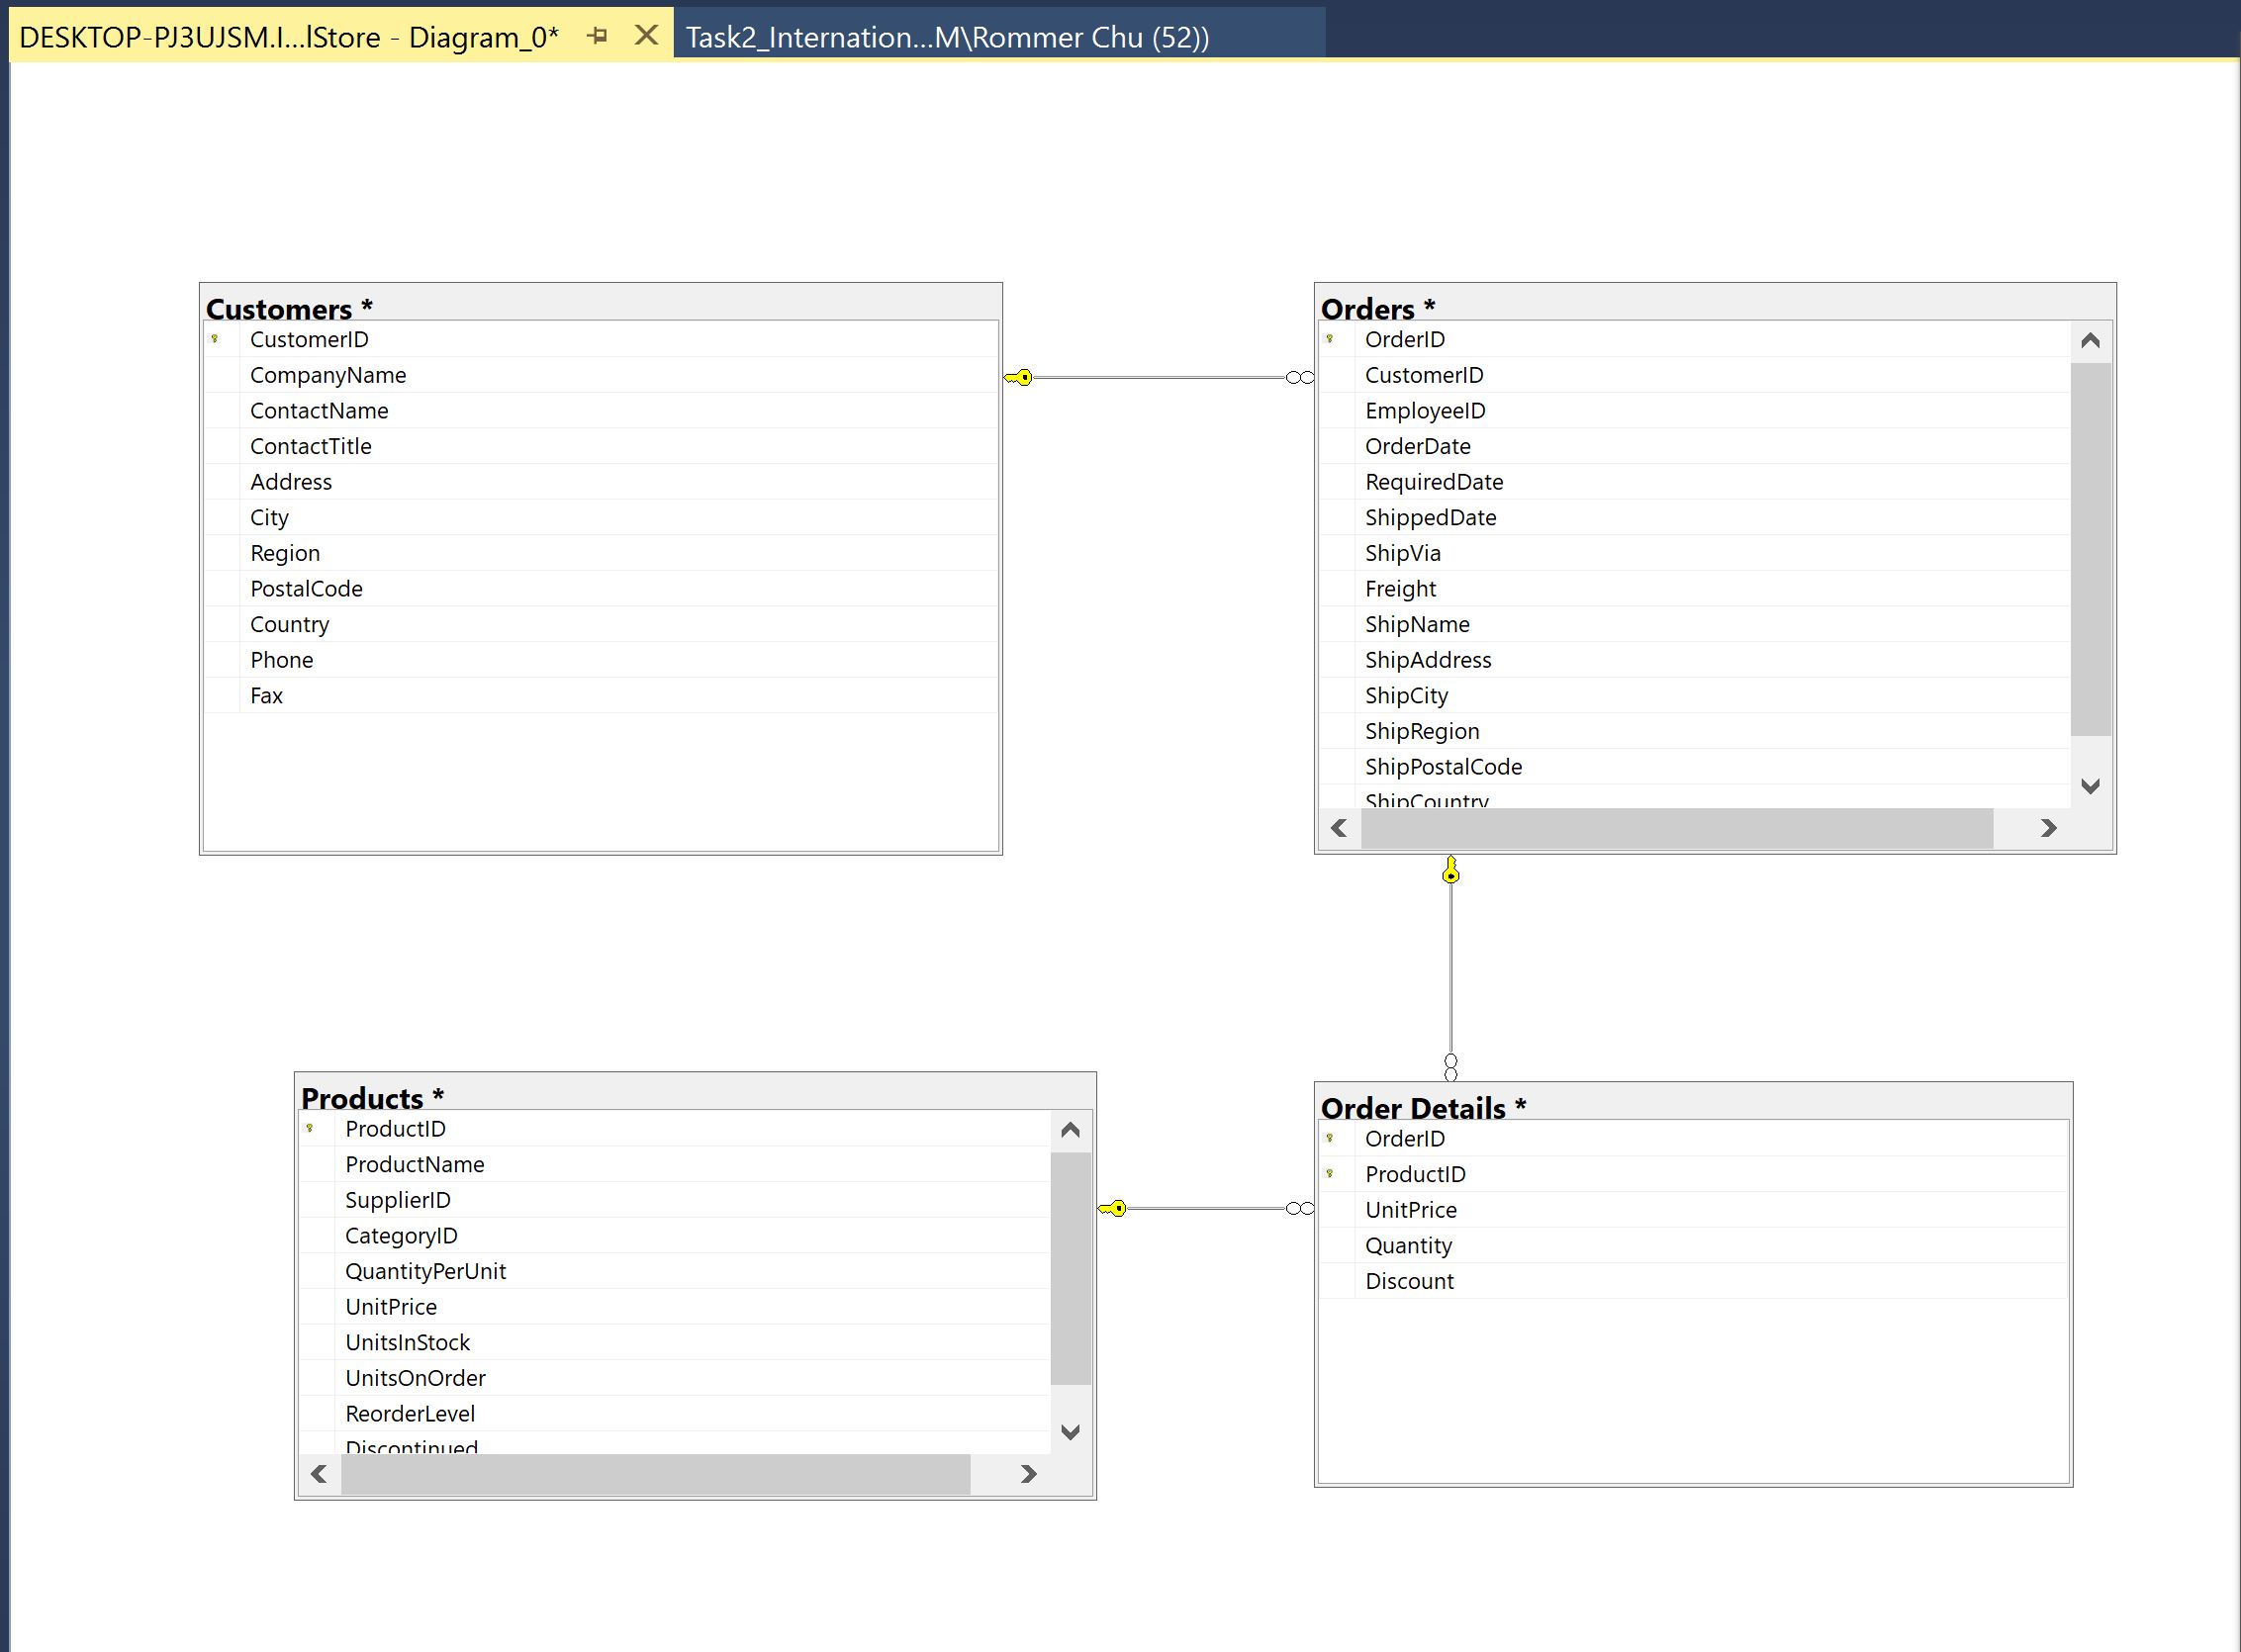 DESKTOP-PJ3UJSM.I...lStore - Diagram_0*
Task2_Internation...M\Rommer Chu (52))
Customers *
CustomerID
CompanyName
ContactName
ContactTitle
Address
City
Region
PostalCode
Country
Phone
Fax
Orders *
OrderID
CustomerID
EmployeeID
OrderDate
RequiredDate
ShippedDate
ShipVia
Freight
ShipName
ShipAddress
ShipCity
ShipRegion
ShipPostalCode
ShipCountry
Products *
ProductID
ProductName
SupplierID
CategoryID
QuantityPerUnit
UnitPrice
UnitsInStock
UnitsOnOrder
ReorderLevel
Discontinued
Order Details *
OrderID
ProductID
UnitPrice
Quantity
Discount